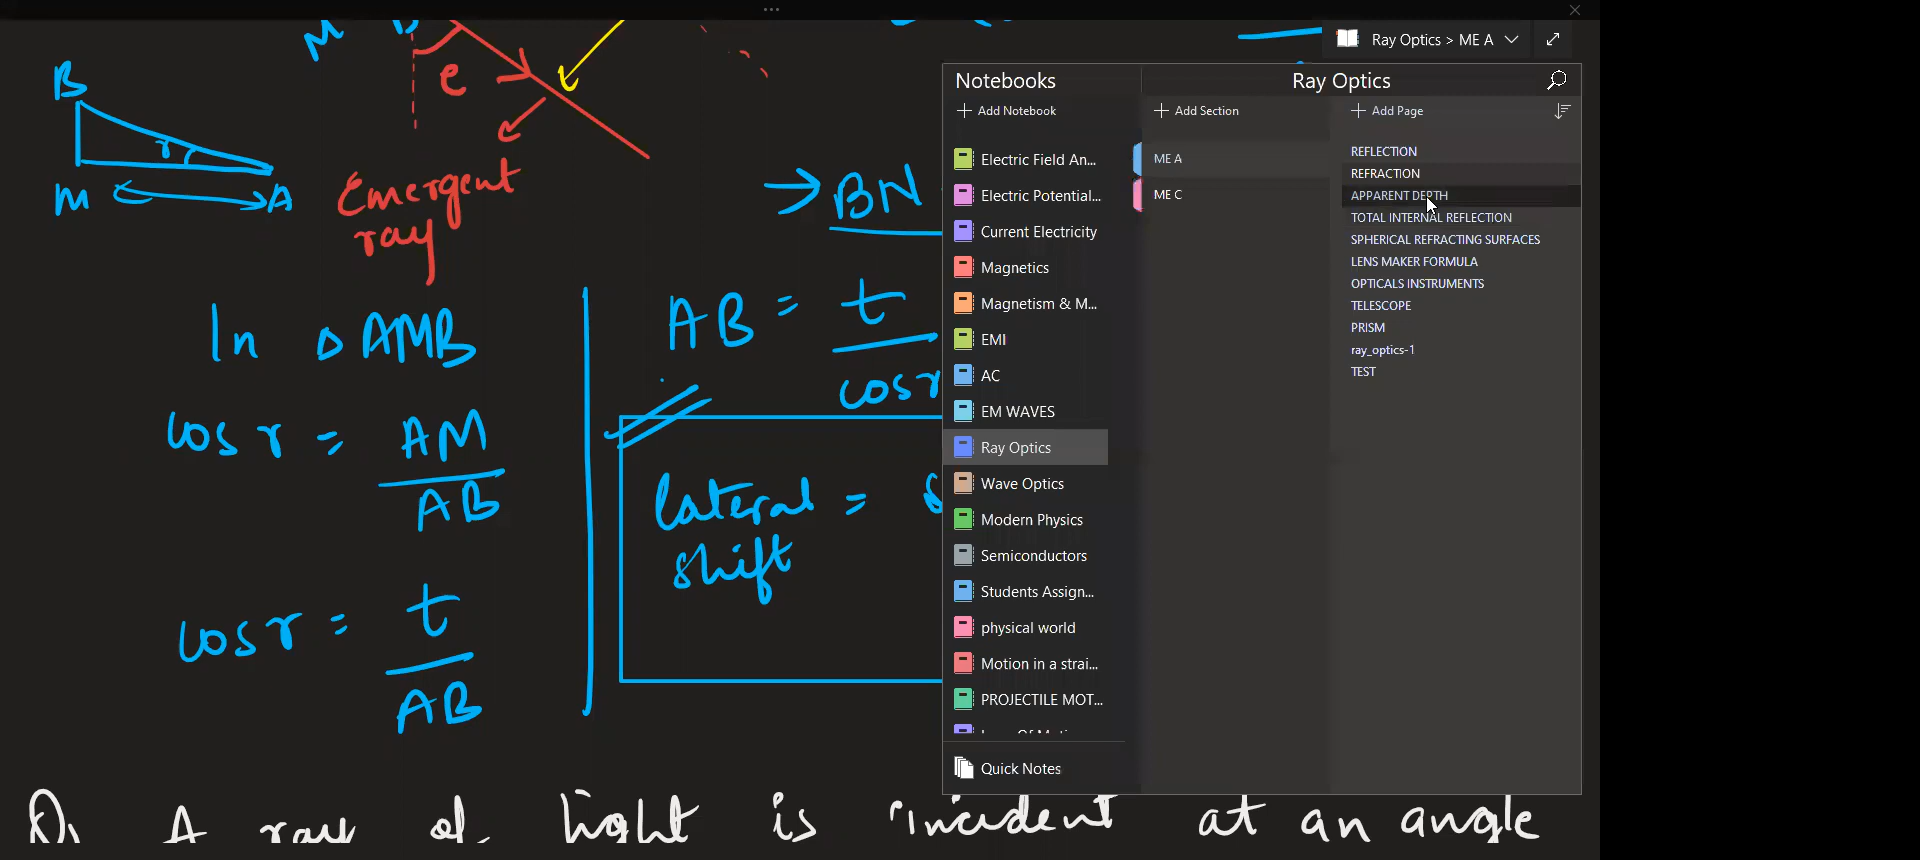 Ray Optics > ME A
Notebooks
Ray Optics
+ Add Notebook
+ Add Section
+ Add Page
Electric Field An...
Electric Potential...
Current Electricity
Magnetics
Magnetism & M...
EMI
AC
EM WAVES
Ray Optics
Wave Optics
Modern Physics
Semiconductors
Students Assign...
physical world
Motion in a strai...
PROJECTILE MOT...
Quick Notes
ME A
ME C
REFLECTION
REFRACTION
APPARENT DEPTH
TOTAL INTERNAL REFLECTION
SPHERICAL REFRACTING SURFACES
LENS MAKER FORMULA
OPTICALS INSTRUMENTS
TELESCOPE
PRISM
ray_optics-1
TEST
M
e
t
B
r
M
A
Emergent
ray
→ BN
In △ AMB
cos r = AM
AB
cos r = t
AB
AB = t
cos r
lateral =
shift
Q. A ray of light is incident at an angle